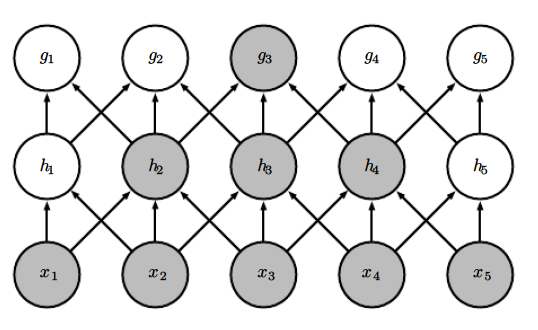 g₁ g₂ g₃ g₄ g₅
h₁ h₂ h₃ h₄ h₅
x₁ x₂ x₃ x₄ x₅